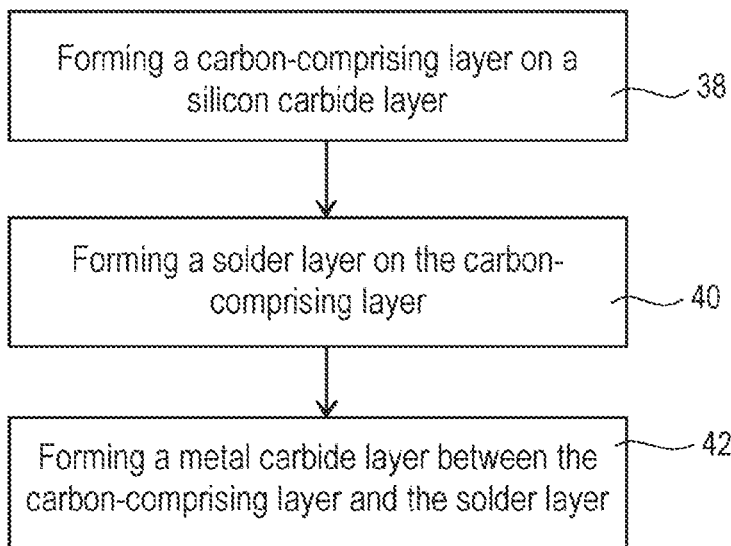 Forming a carbon-comprising layer on a
silicon carbide layer
38
Forming a solder layer on the carbon-
comprising layer
40
Forming a metal carbide layer between the
carbon-comprising layer and the solder layer
42